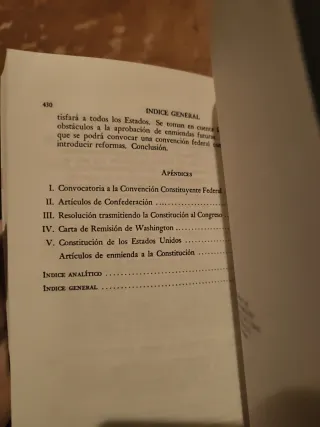 430
INDICE GENERAL
tisfará a todos los Estados. Se toman en cuenta
obstáculos a la aprobación de enmiendas futuras
que se podrá convocar una convención federal
introducir reformas. Conclusión.
APÉNDICES
I. Convocatoria a la Convención Constituyente Federal
II. Artículos de Confederación ................
III. Resolución trasmitiendo la Constitución al Congreso
IV. Carta de Remisión de Washington ..........
V. Constitución de los Estados Unidos ..........
Artículos de enmienda a la Constitución ......
INDICE ANALÍTICO ..........................
INDICE GENERAL ...........................